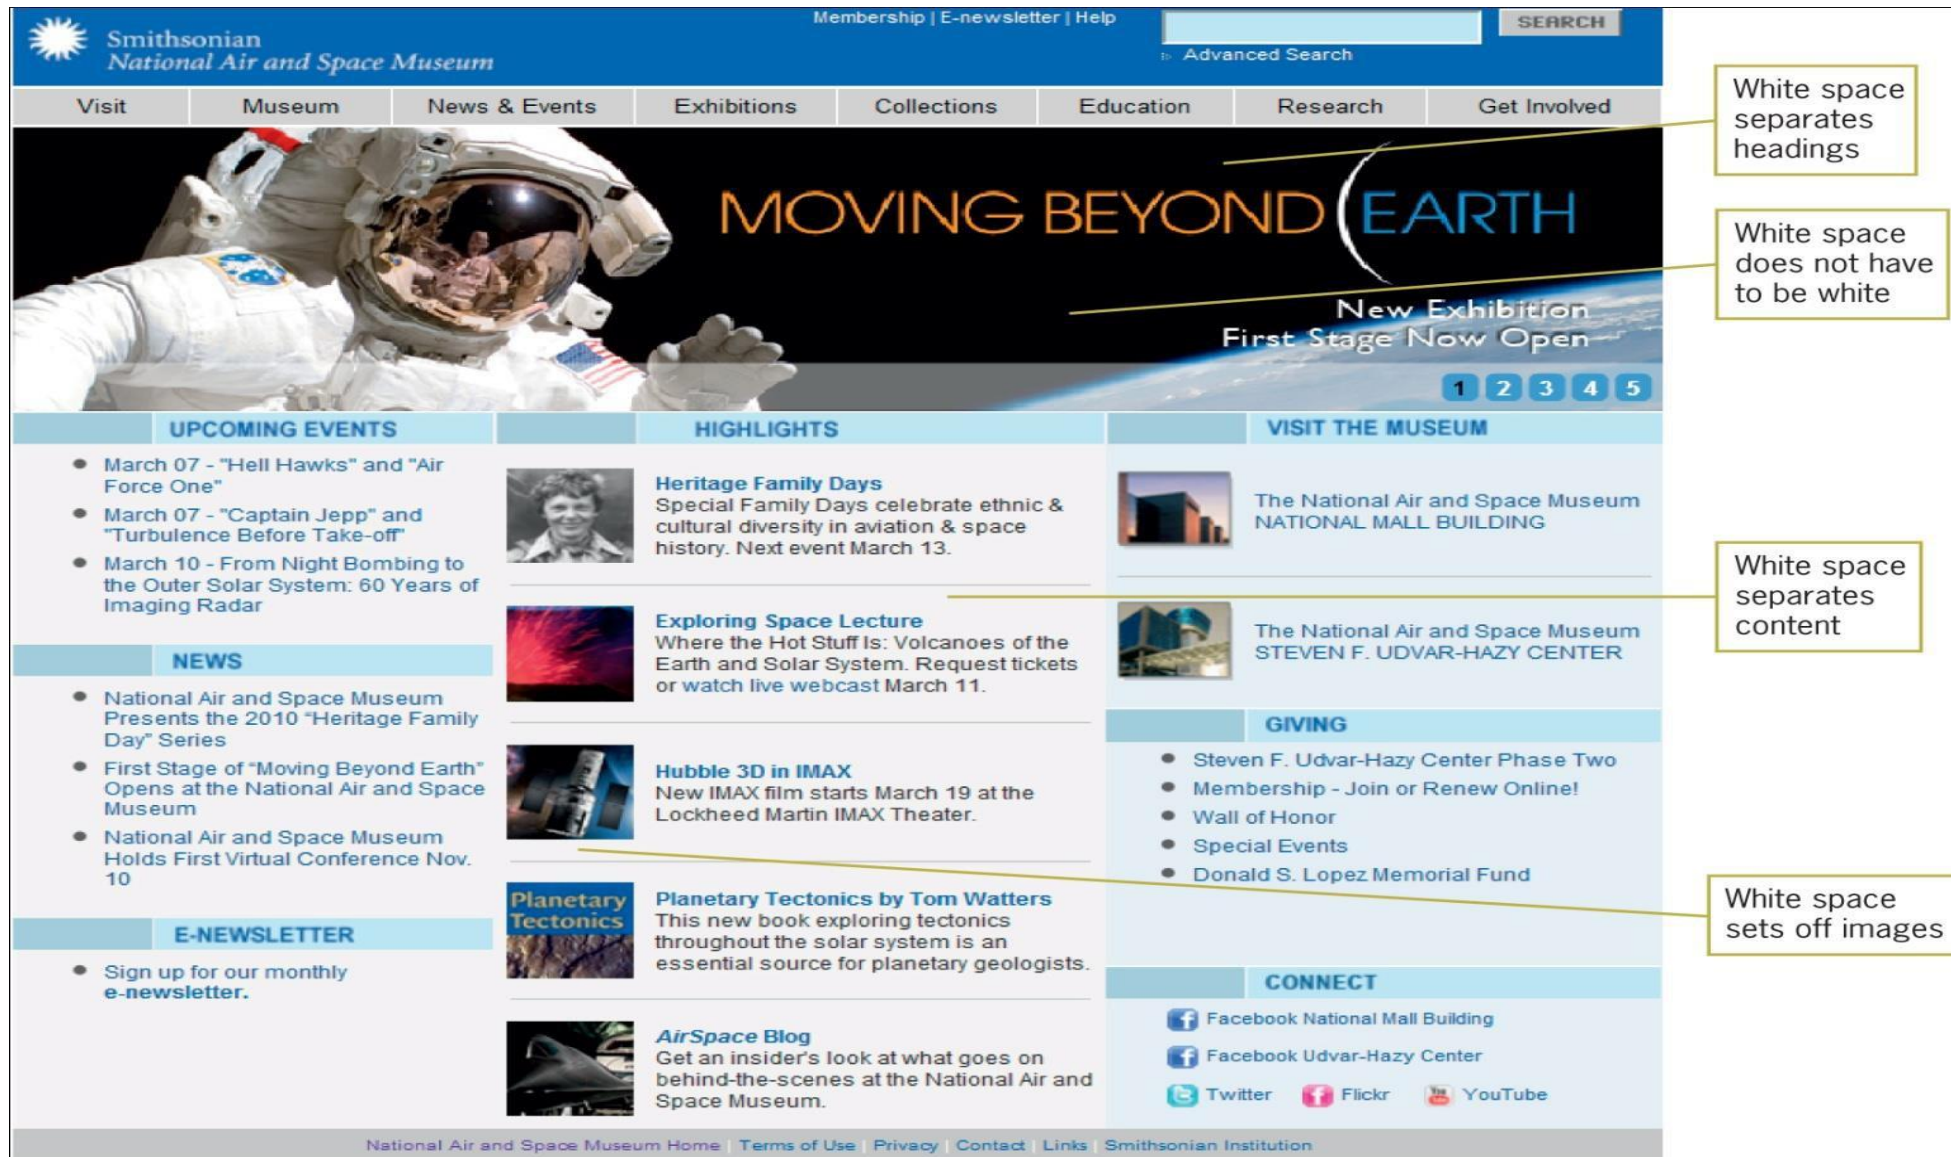 Membership | E-newsletter | Help
SEARCH
Smithsonian
National Air and Space Museum
Advanced Search
Visit
Museum
News & Events
Exhibitions
Collections
Education
Research
Get Involved
White space
separates
headings
MOVING BEYOND EARTH
White space
does not have
to be white
New Exhibition
First Stage Now Open
1 2 3 4 5
UPCOMING EVENTS
March 07 - "Hell Hawks" and "Air
Force One"
March 07 - "Captain Jepp" and
"Turbulence Before Take-off"
March 10 - From Night Bombing to
the Outer Solar System: 60 Years of
Imaging Radar
NEWS
National Air and Space Museum
Presents the 2010 “Heritage Family
Day” Series
First Stage of “Moving Beyond Earth”
Opens at the National Air and Space
Museum
National Air and Space Museum
Holds First Virtual Conference Nov.
10
E-NEWSLETTER
Sign up for our monthly
e-newsletter.
HIGHLIGHTS
Heritage Family Days
Special Family Days celebrate ethnic &
cultural diversity in aviation & space
history. Next event March 13.
Exploring Space Lecture
Where the Hot Stuff Is: Volcanoes of the
Earth and Solar System. Request tickets
or watch live webcast March 11.
Hubble 3D in IMAX
New IMAX film starts March 19 at the
Lockheed Martin IMAX Theater.
Planetary
Tectonics
Planetary Tectonics by Tom Watters
This new book exploring tectonics
throughout the solar system is an
essential source for planetary geologists.
AirSpace Blog
Get an insider's look at what goes on
behind-the-scenes at the National Air and
Space Museum.
VISIT THE MUSEUM
The National Air and Space Museum
NATIONAL MALL BUILDING
The National Air and Space Museum
STEVEN F. UDVAR-HAZY CENTER
White space
separates
content
GIVING
Steven F. Udvar-Hazy Center Phase Two
Membership - Join or Renew Online!
Wall of Honor
Special Events
Donald S. Lopez Memorial Fund
White space
sets off images
CONNECT
Facebook National Mall Building
Facebook Udvar-Hazy Center
Twitter
Flickr
YouTube
National Air and Space Museum Home | Terms of Use | Privacy | Contact | Links | Smithsonian Institution